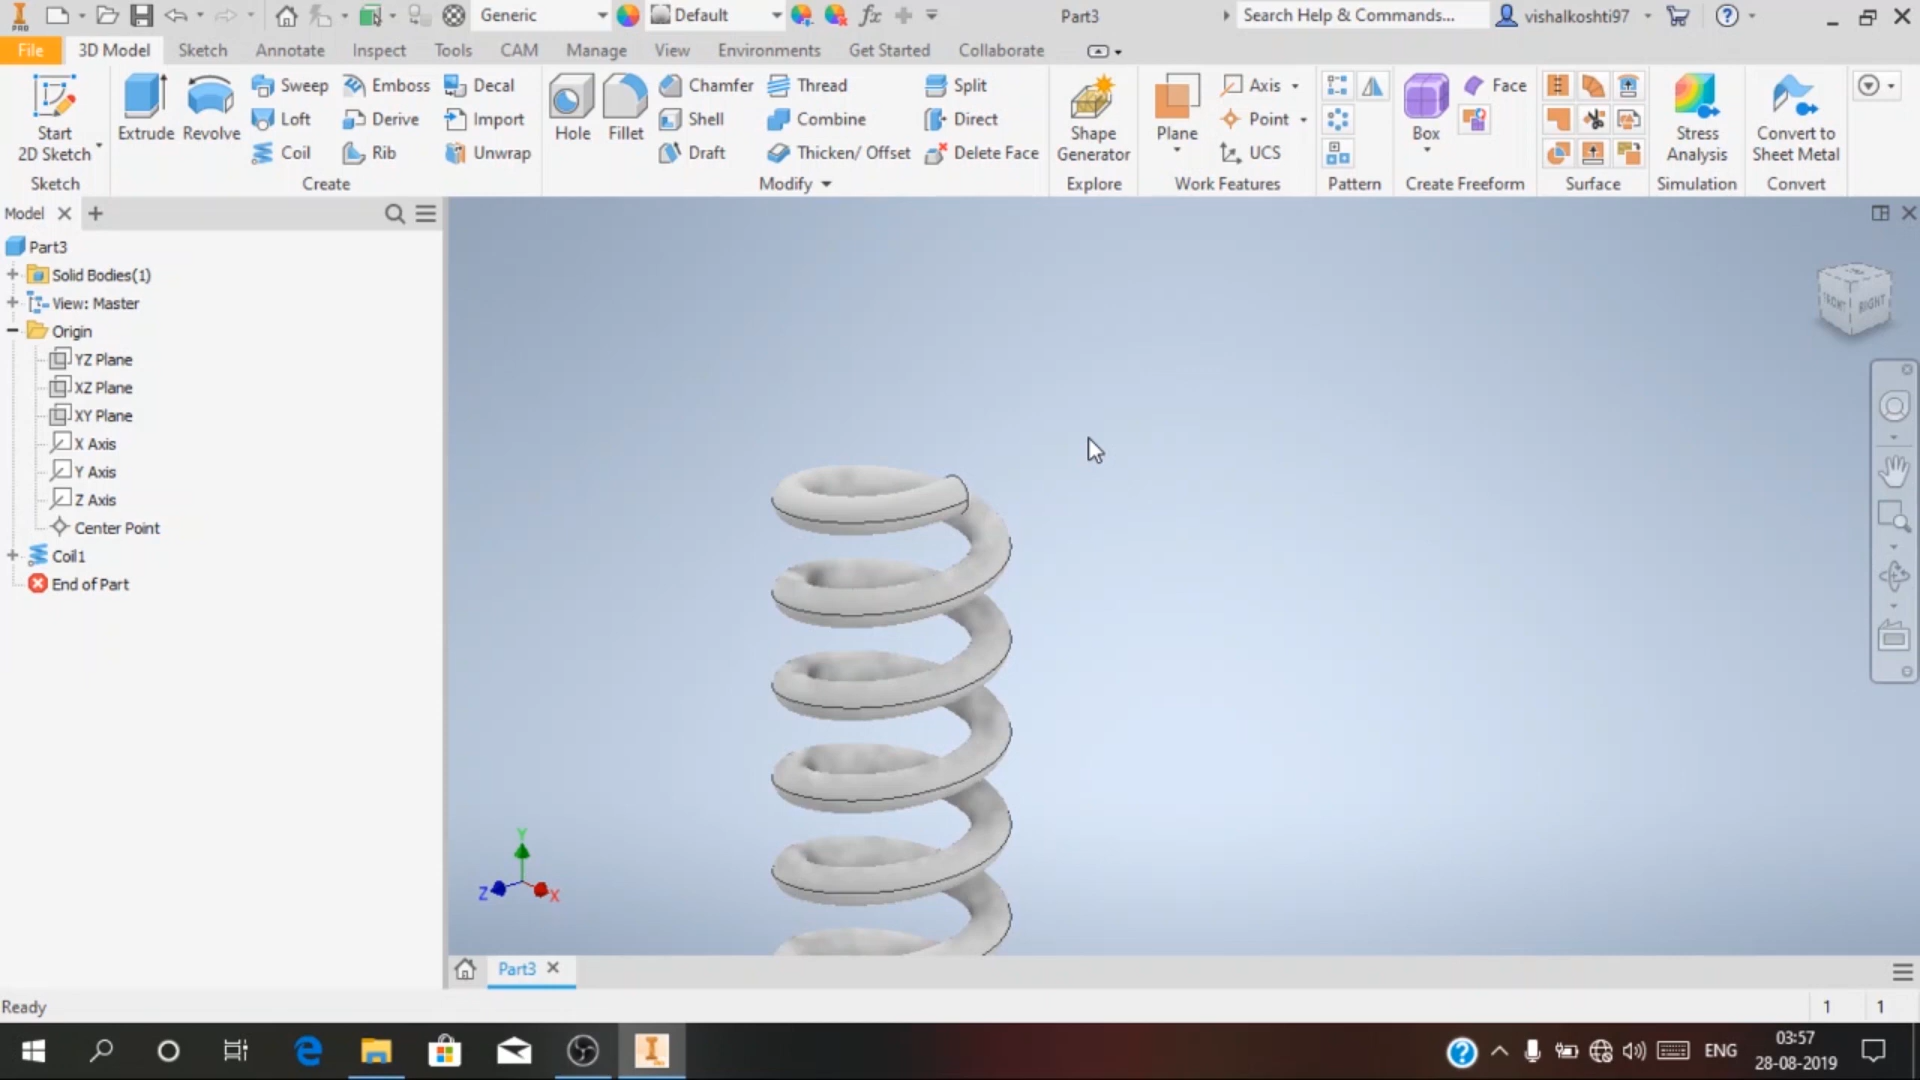 Generic
Default
Part3
Search Help & Commands...
vishalkoshti97
File
3D Model
Sketch
Annotate
Inspect
Tools
CAM
Manage
View
Environments
Get Started
Collaborate
Start
2D Sketch
Sketch
Extrude
Revolve
Sweep
Loft
Coil
Emboss
Derive
Rib
Decal
Import
Unwrap
Create
Hole
Fillet
Chamfer
Shell
Draft
Thread
Combine
Thicken/ Offset
Split
Direct
Delete Face
Modify
Shape
Generator
Explore
Plane
Axis
Point
UCS
Work Features
Pattern
Box
Face
Create Freeform
Surface
Stress
Analysis
Simulation
Convert to
Sheet Metal
Convert
Model
Part3
Solid Bodies(1)
View: Master
Origin
YZ Plane
XZ Plane
XY Plane
X Axis
Y Axis
Z Axis
Center Point
Coil1
End of Part
FRONT
RIGHT
Y
Z
X
Part3
Ready
1
1
ENG
03:57
28-08-2019